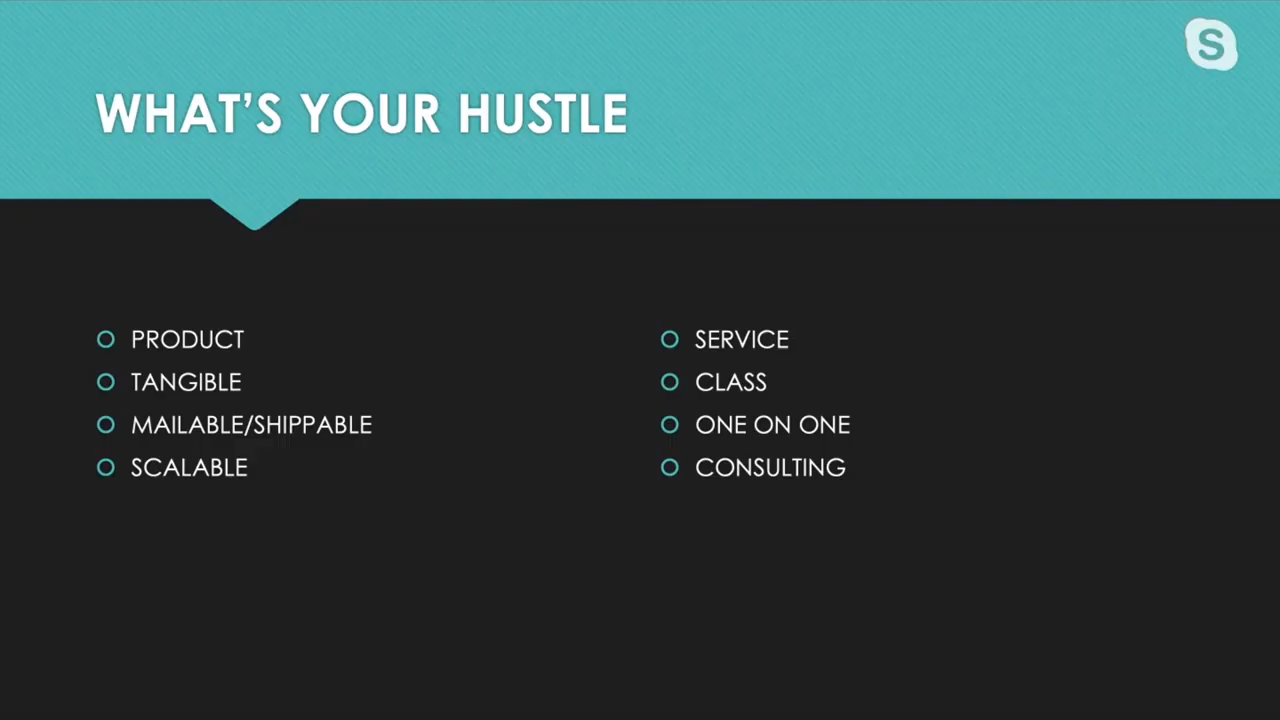 S
WHAT'S YOUR HUSTLE
PRODUCT
TANGIBLE
MAILABLE/SHIPPABLE
SCALABLE
SERVICE
CLASS
ONE ON ONE
CONSULTING